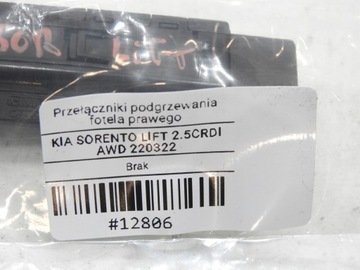 Przełączniki podgrzewania
fotela prawego
KIA SORENTO LIFT 2.5CRDI
AWD 220322
Brak
#12806